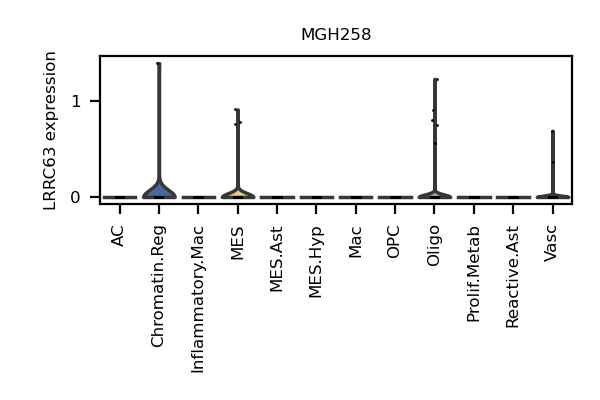 MGH258
LRRC63 expression
1
0
AC
Chromatin.Reg
Inflammatory.Mac
MES
MES.Ast
MES.Hyp
Mac
OPC
Oligo
Prolif.Metab
Reactive.Ast
Vasc